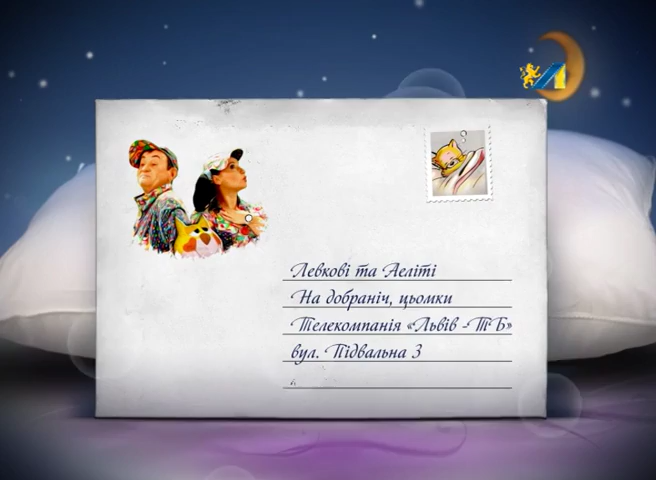 Левкові та Аеліті
На добраніч, цьомки
Телекомпанія «Львів -ТБ»
вул. Підвальна 3